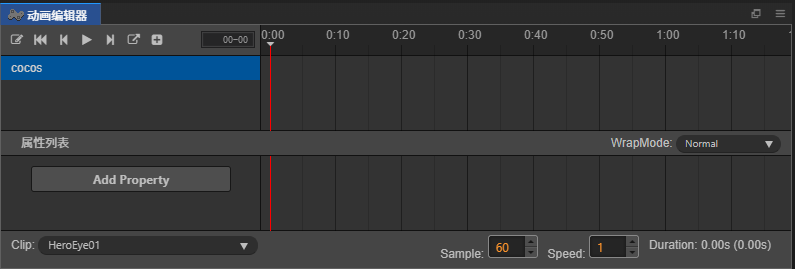 动画编辑器
00-00 0:00 0:10 0:20 0:30 0:40 0:50 1:00 1:10
cocos
属性列表 WrapMode: Normal
Add Property
Clip: HeroEye01 Sample: 60 Speed: 1 Duration: 0.00s (0.00s)